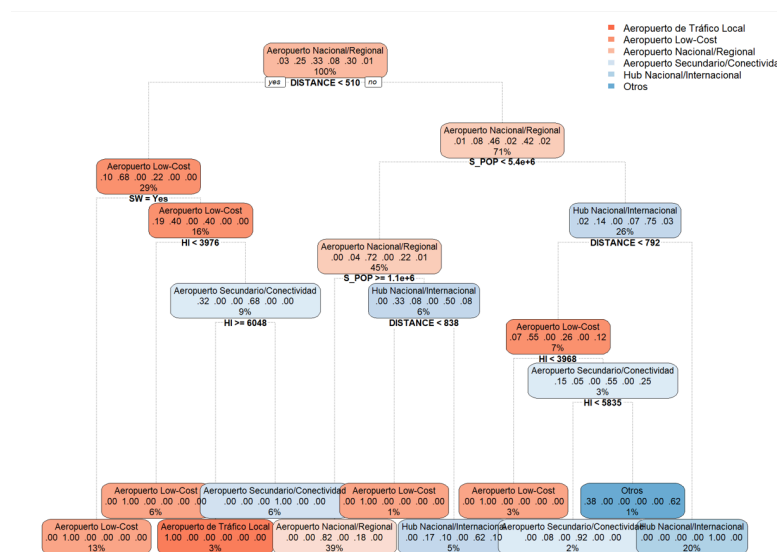 Aeropuerto de Tráfico Local
Aeropuerto Low-Cost
Aeropuerto Nacional/Regional
Aeropuerto Secundario/Conectivida
Hub Nacional/Internacional
Otros
Aeropuerto Nacional/Regional
.03 .25 .33 .08 .30 .01
100%
yes DISTANCE < 510 no
Aeropuerto Nacional/Regional
.01 .08 .46 .02 .42 .02
71%
S_POP < 5.4e+6
Aeropuerto Low-Cost
.10 .68 .00 .22 .00 .00
29%
SW = Yes
Aeropuerto Low-Cost
.19 .40 .00 .40 .00 .00
16%
HI < 3976
Hub Nacional/Internacional
.02 .14 .00 .07 .75 .03
26%
DISTANCE < 792
Aeropuerto Nacional/Regional
.00 .04 .72 .00 .22 .01
45%
S_POP >= 1.1e+6
Aeropuerto Secundario/Conectividad
.32 .00 .00 .68 .00 .00
9%
HI >= 6048
Hub Nacional/Internacional
.00 .33 .08 .00 .50 .08
6%
DISTANCE < 838
Aeropuerto Low-Cost
.07 .55 .00 .26 .00 .12
7%
HI < 3968
Aeropuerto Secundario/Conectividad
.15 .05 .00 .55 .00 .25
3%
HI < 5835
Aeropuerto Low-Cost
.00 1.00 .00 .00 .00 .00
6%
Aeropuerto Secundario/Conectividad
.00 .00 .00 1.00 .00 .00
6%
Aeropuerto Low-Cost
.00 1.00 .00 .00 .00 .00
1%
Aeropuerto Low-Cost
.00 1.00 .00 .00 .00 .00
3%
Otros
.38 .00 .00 .00 .00 .62
1%
Aeropuerto Low-Cost
.00 1.00 .00 .00 .00 .00
13%
Aeropuerto de Tráfico Local
1.00 .00 .00 .00 .00 .00
3%
Aeropuerto Nacional/Regional
.00 .00 .82 .00 .18 .00
39%
Hub Nacional/Internacional
.00 .17 .10 .00 .62 .10
5%
Aeropuerto Secundario/Conectividad
.00 .08 .00 .92 .00 .00
2%
Hub Nacional/Internacional
.00 .00 .00 .00 1.00 .00
20%